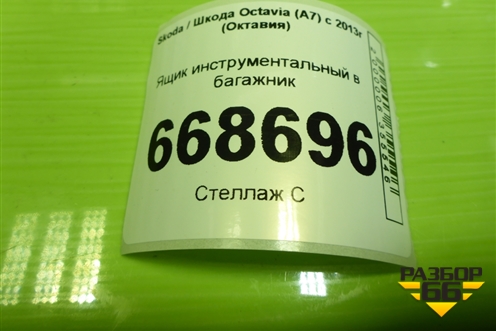 Skoda / Шкода Octavia (A7) с 2013г
(Октавия)
Ящик инструментальный в
багажник
668696
Стеллаж С
РАЗБОР
66